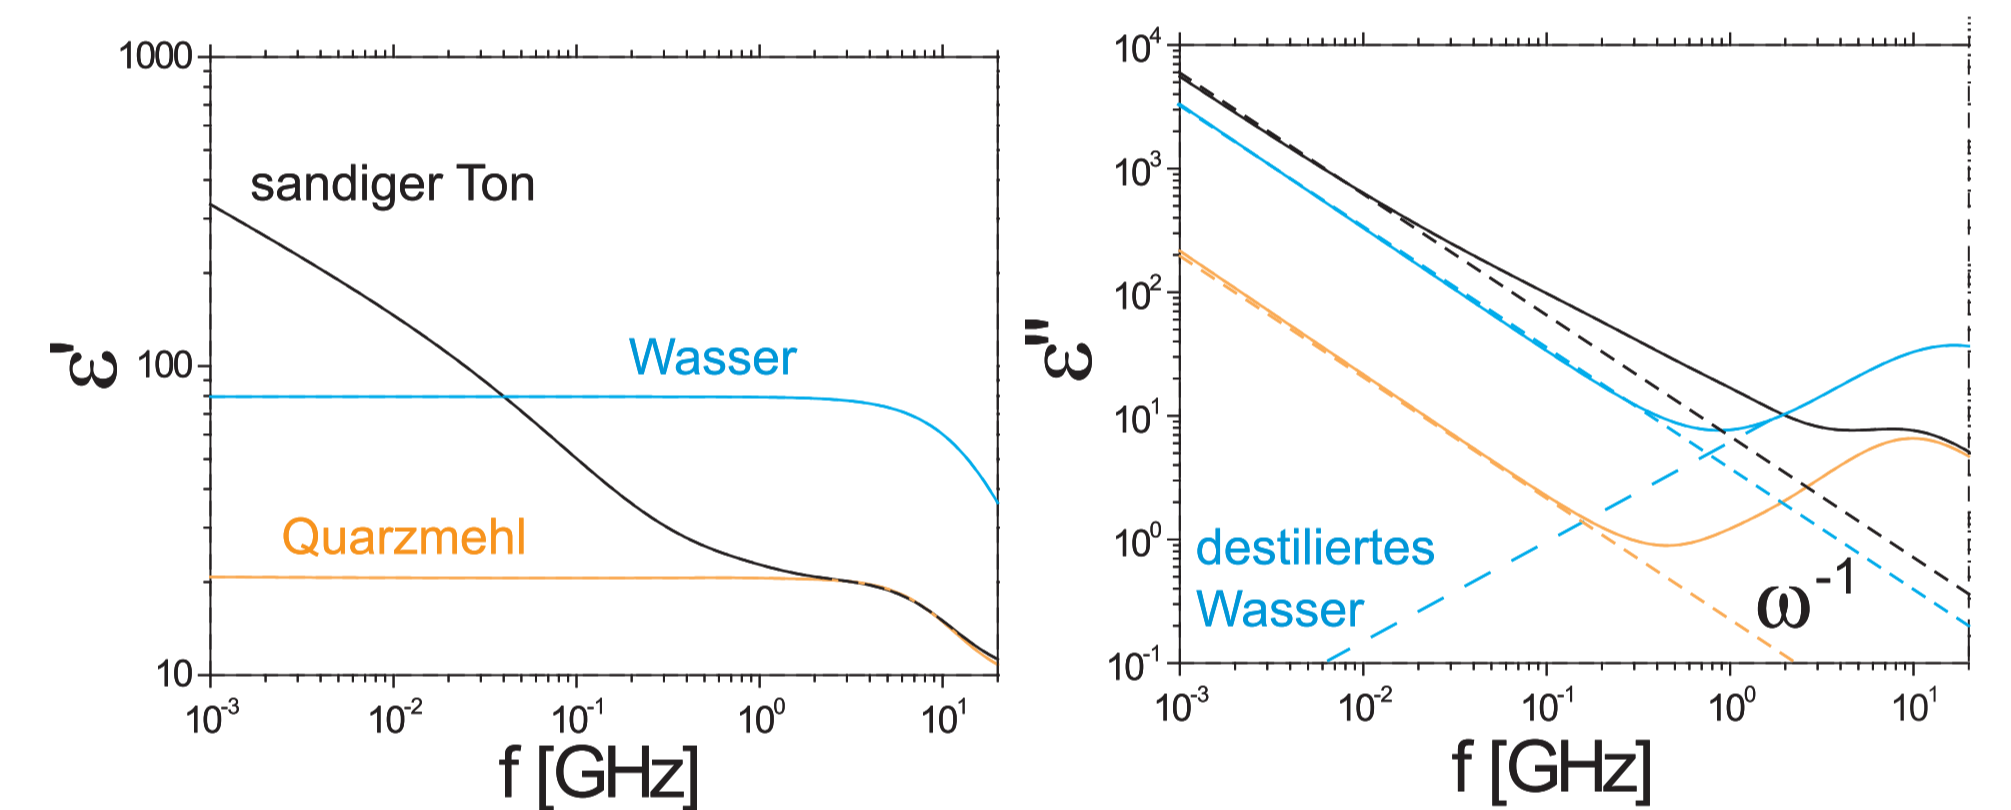 1000
100
10
ε'
sandiger Ton
Wasser
Quarzmehl
10⁻³ 10⁻² 10⁻¹ 10⁰ 10¹
f [GHz]
10⁴
10³
10²
10¹
10⁰
10⁻¹
ε''
destiliertes
Wasser
ω⁻¹
10⁻³ 10⁻² 10⁻¹ 10⁰ 10¹
f [GHz]